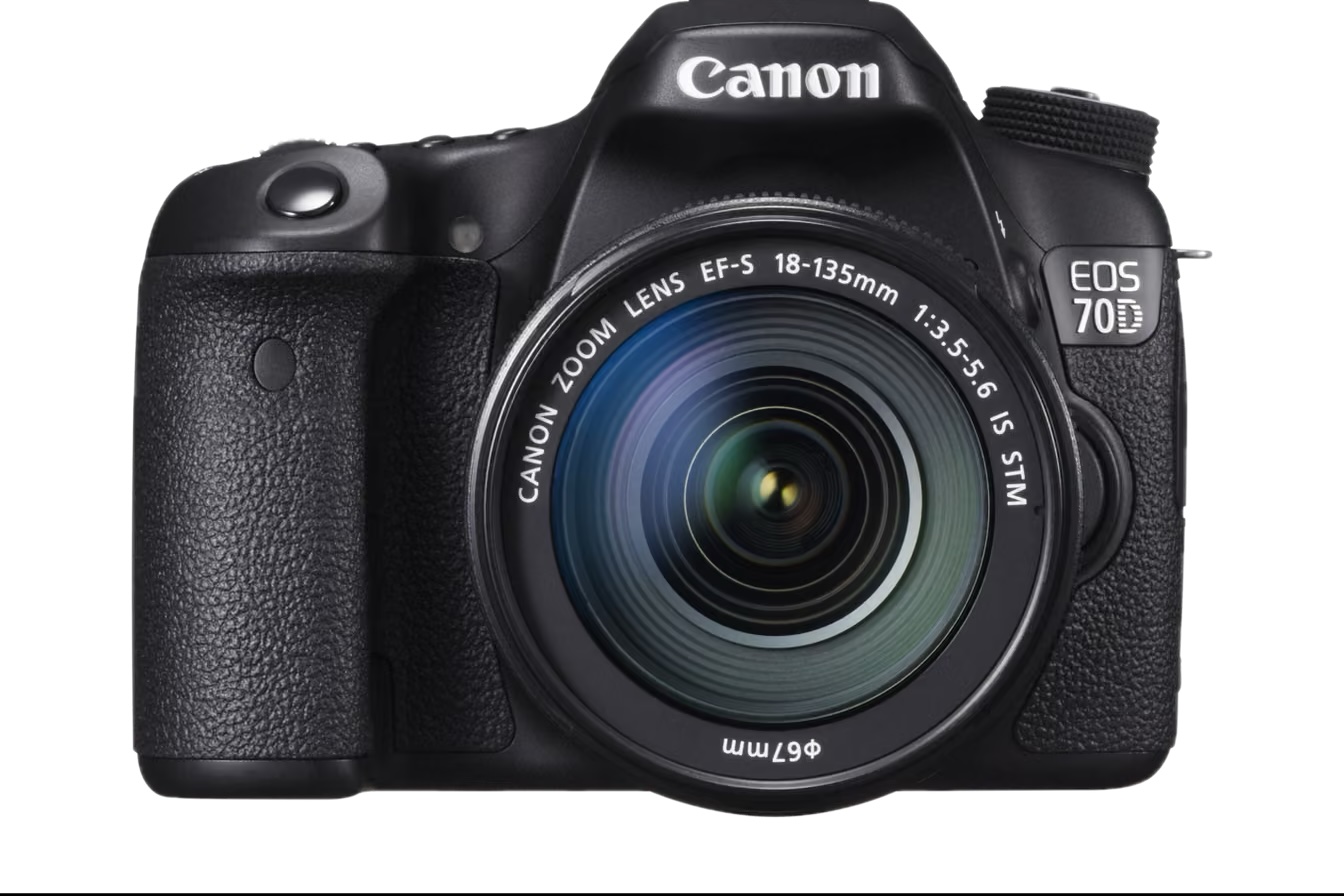 Canon
EOS
70D
CANON ZOOM LENS EF-S 18-135mm 1:3.5-5.6 IS STM
φ67mm